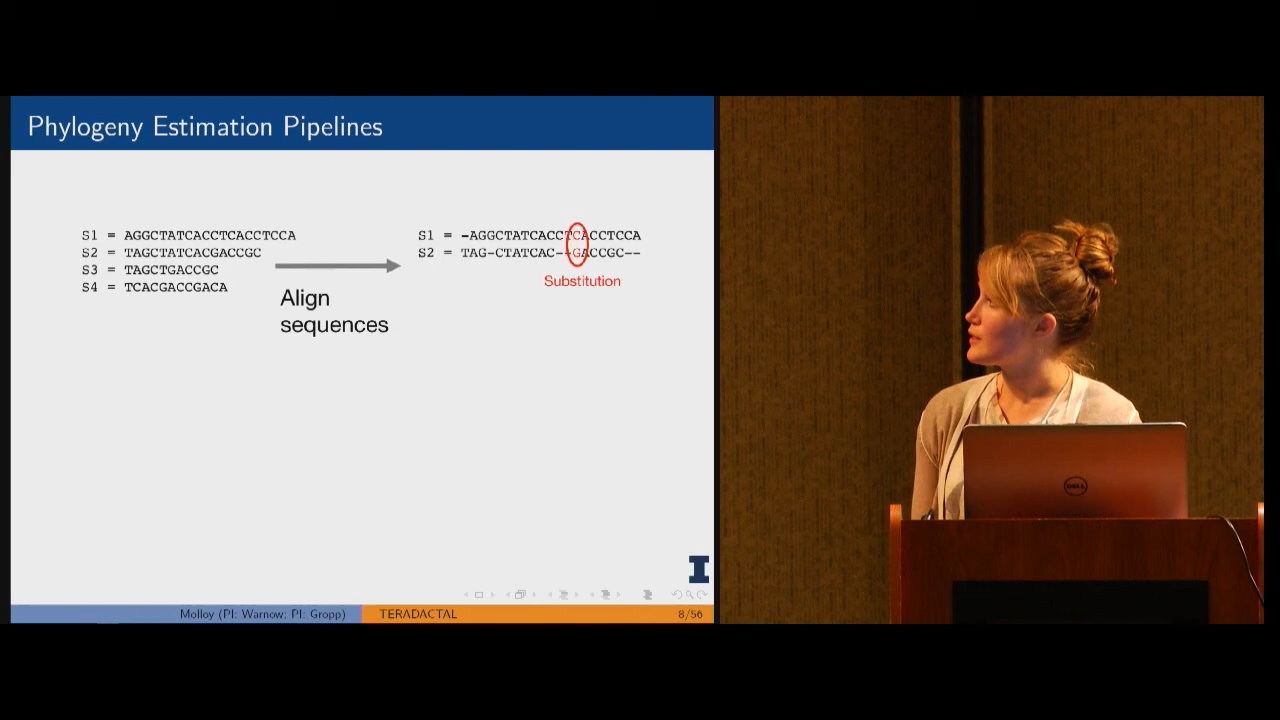 Phylogeny Estimation Pipelines
S1 = AGGCTATCACCTCACCTCCA
S2 = TAGCTATCACGACCGC
S3 = TAGCTGACCGC
S4 = TCACGACCGACA
Align
sequences
S1 = -AGGCTATCACCTCACCTCCA
S2 = TAG-CTATCAC--GACCGC--
Substitution
I
Molloy (PI: Warnow; PI: Gropp)
TERADACTAL
8/56
DELL